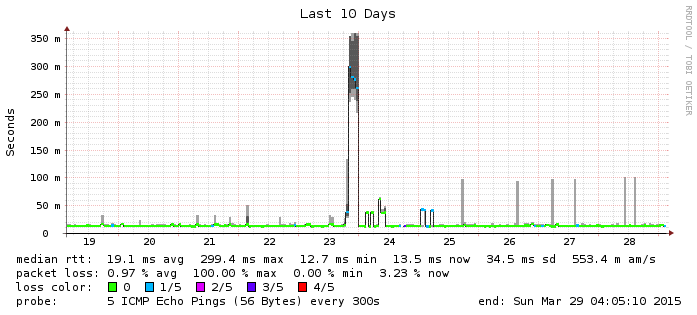 Last 10 Days
RRDTOOL / TOBI OETIKER
Seconds
350 m
300 m
250 m
200 m
150 m
100 m
50 m
0
19 20 21 22 23 24 25 26 27 28
median rtt: 19.1 ms avg 299.4 ms max 12.7 ms min 13.5 ms now 34.5 ms sd 553.4 m am/s
packet loss: 0.97 % avg 100.00 % max 0.00 % min 3.23 % now
loss color: 0 1/5 2/5 3/5 4/5
probe: 5 ICMP Echo Pings (56 Bytes) every 300s end: Sun Mar 29 04:05:10 2015